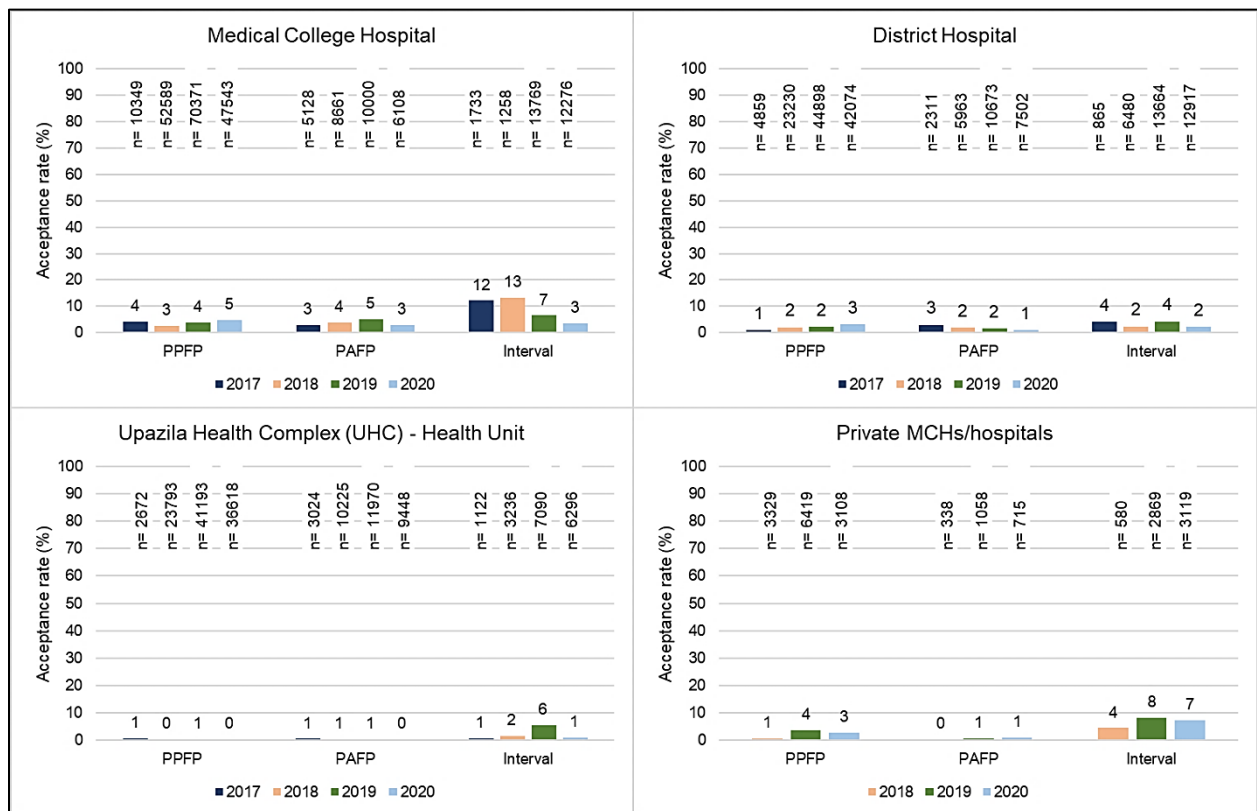 Medical College Hospital
Acceptance rate (%)
100
90
80
70
60
50
40
30
20
10
0
n= 10349
n= 52589
n= 70371
n= 47543
n= 5128
n= 8661
n= 10000
n= 6108
n= 1733
n= 1258
n= 13769
n= 12276
4 3 4 5
3 4 5 3
12 13 7 3
PPFP PAFP Interval
2017 2018 2019 2020
District Hospital
Acceptance rate (%)
100
90
80
70
60
50
40
30
20
10
0
n= 4859
n= 23230
n= 44898
n= 42074
n= 2311
n= 5963
n= 10673
n= 7502
n= 865
n= 6480
n= 13664
n= 12917
1 2 2 3
3 2 2 1
4 2 4 2
PPFP PAFP Interval
2017 2018 2019 2020
Upazila Health Complex (UHC) - Health Unit
Acceptance rate (%)
100
90
80
70
60
50
40
30
20
10
0
n= 2672
n= 23793
n= 41193
n= 36618
n= 3024
n= 10225
n= 11970
n= 9448
n= 1122
n= 3236
n= 7090
n= 6296
1 0 1 0
1 1 1 0
1 2 6 1
PPFP PAFP Interval
2017 2018 2019 2020
Private MCHs/hospitals
Acceptance rate (%)
100
90
80
70
60
50
40
30
20
10
0
n= 3329
n= 6419
n= 3108
n= 338
n= 1058
n= 715
n= 580
n= 2869
n= 3119
1 4 3
0 1 1
4 8 7
PPFP PAFP Interval
2018 2019 2020